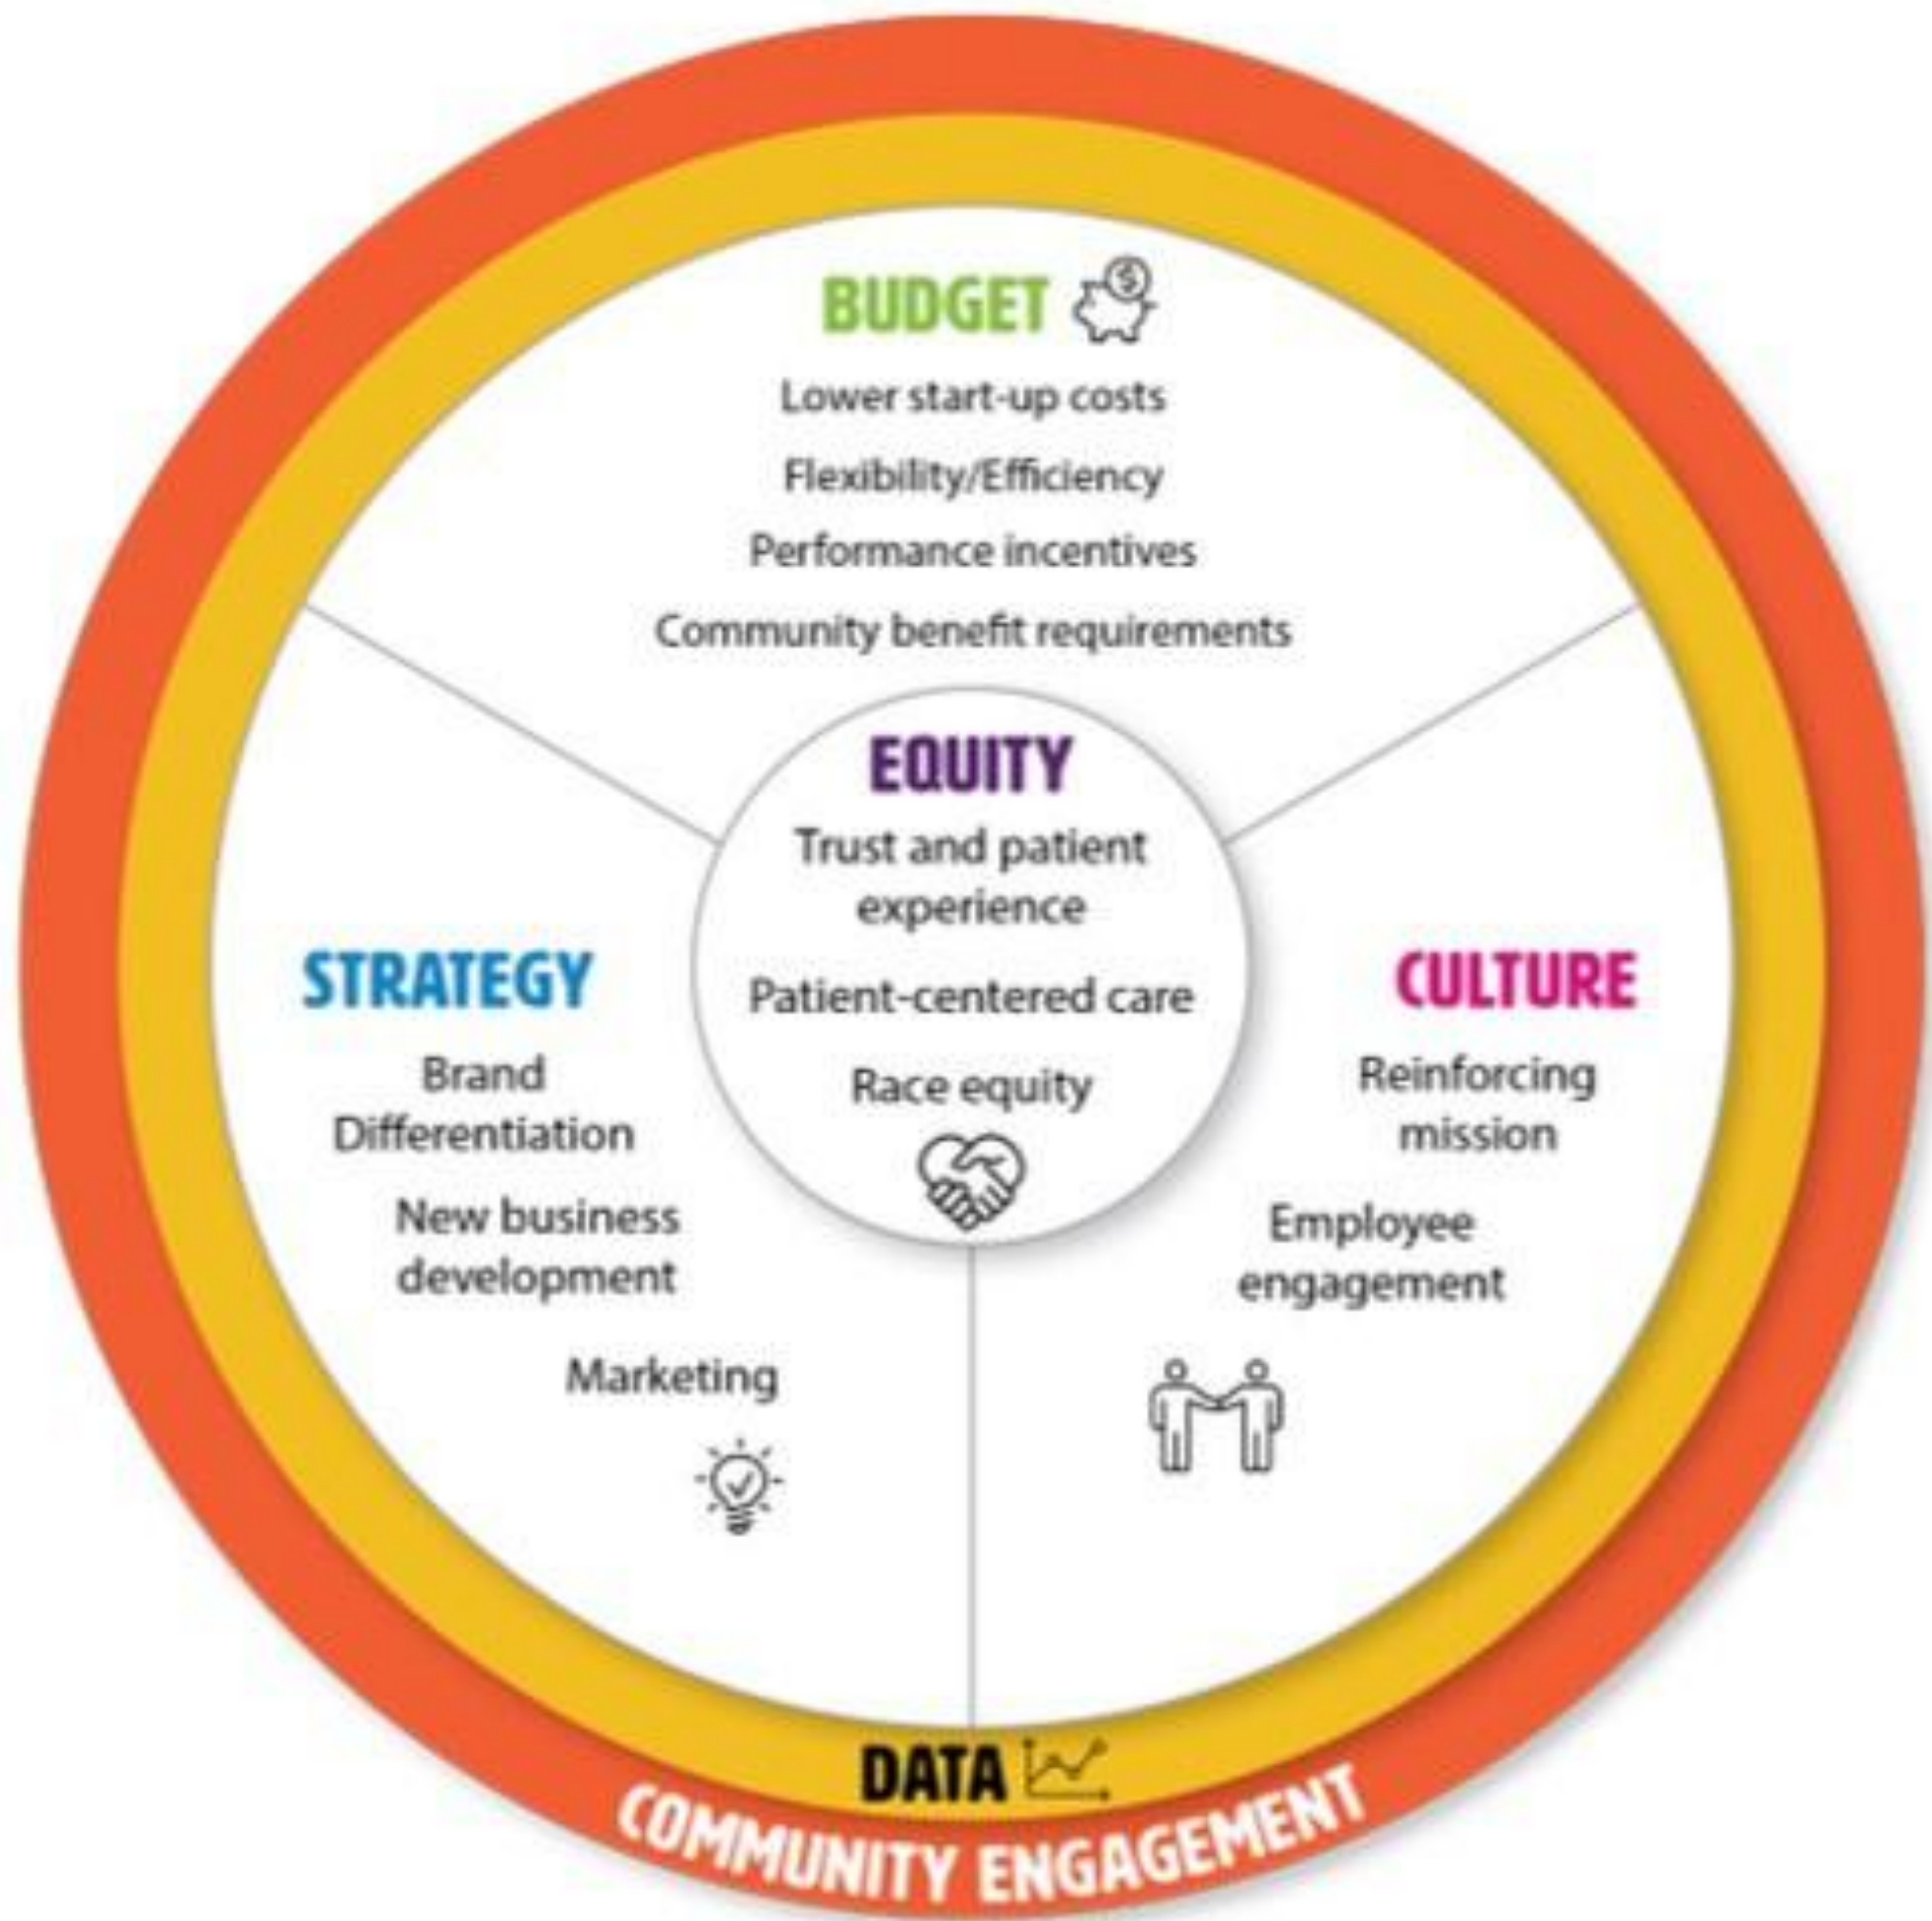 BUDGET
Lower start-up costs
Flexibility/Efficiency
Performance incentives
Community benefit requirements
EQUITY
Trust and patient
experience
Patient-centered care
Race equity
STRATEGY
Brand
Differentiation
New business
development
Marketing
CULTURE
Reinforcing
mission
Employee
engagement
DATA
COMMUNITY ENGAGEMENT